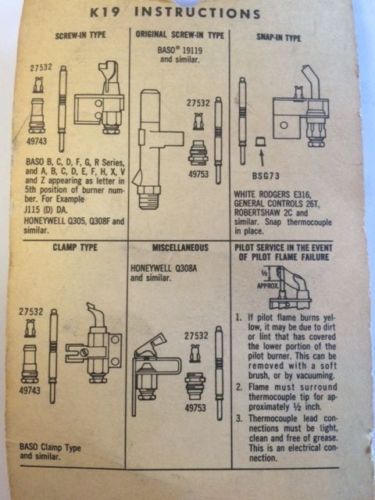 K19 INSTRUCTIONS
SCREW-IN TYPE
27532
49743
BASO B, C, D, F, G, R Series,
and A, B, C, D, E, F, H, X, V
and Z appearing as letter in
5th position of burner num-
ber. For Example
J115 (D) DA.
HONEYWELL Q305, Q308F and
similar.
ORIGINAL SCREW-IN TYPE
BASO® 19119
and similar.
27532
49753
SNAP-IN TYPE
BSG73
WHITE RODGERS E316,
GENERAL CONTROLS 26T,
ROBERTSHAW 2C and
similar. Snap thermocouple
in place.
CLAMP TYPE
27532
49743
BASO Clamp Type
and similar.
MISCELLANEOUS
HONEYWELL Q308A
and similar.
27532
49753
PILOT SERVICE IN THE EVENT
OF PILOT FLAME FAILURE
½
APPROX.
1. If pilot flame burns yel-
low, it may be due to dirt
or lint that has covered
the lower portion of the
pilot burner. This can be
removed with a soft
brush, or by vacuuming.
2. Flame must surround
thermocouple tip for ap-
proximately ½ inch.
3. Thermocouple lead con-
nections must be tight,
clean and free of grease.
This is an electrical con-
nection.